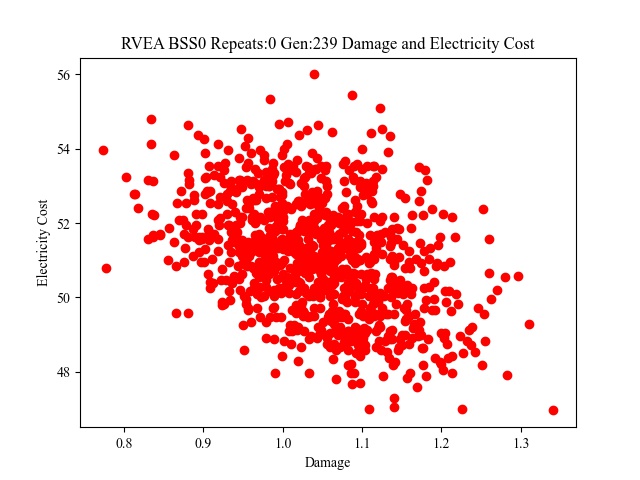 RVEA BSS0 Repeats:0 Gen:239 Damage and Electricity Cost
56
54
52
50
48
Electricity Cost
0.8 0.9 1.0 1.1 1.2 1.3
Damage